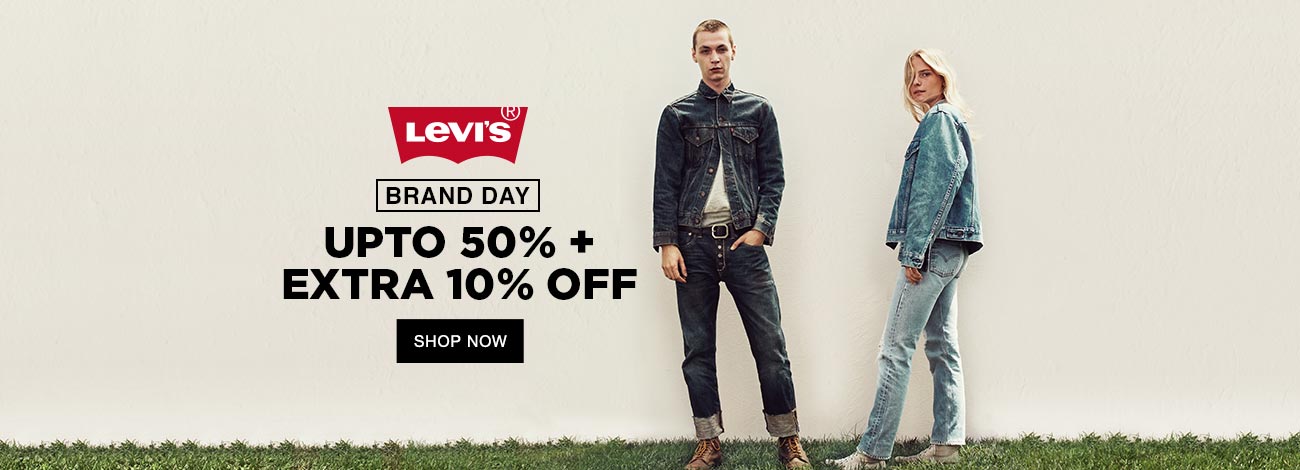 LEVI'S®
BRAND DAY
UPTO 50% +
EXTRA 10% OFF
SHOP NOW